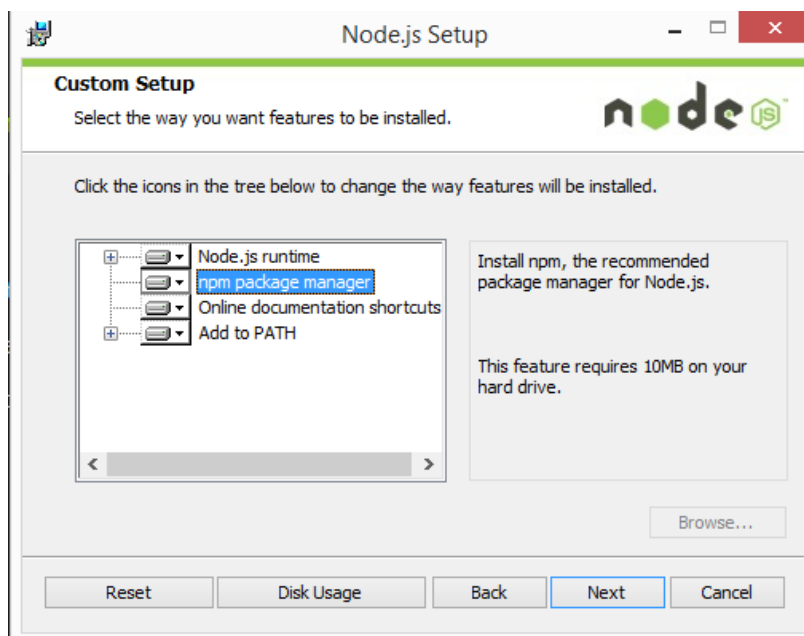 Node.js Setup
Custom Setup
Select the way you want features to be installed.
node
JS
Click the icons in the tree below to change the way features will be installed.
Node.js runtime
npm package manager
Online documentation shortcuts
Add to PATH
Install npm, the recommended
package manager for Node.js.
This feature requires 10MB on your
hard drive.
Browse...
Reset
Disk Usage
Back
Next
Cancel